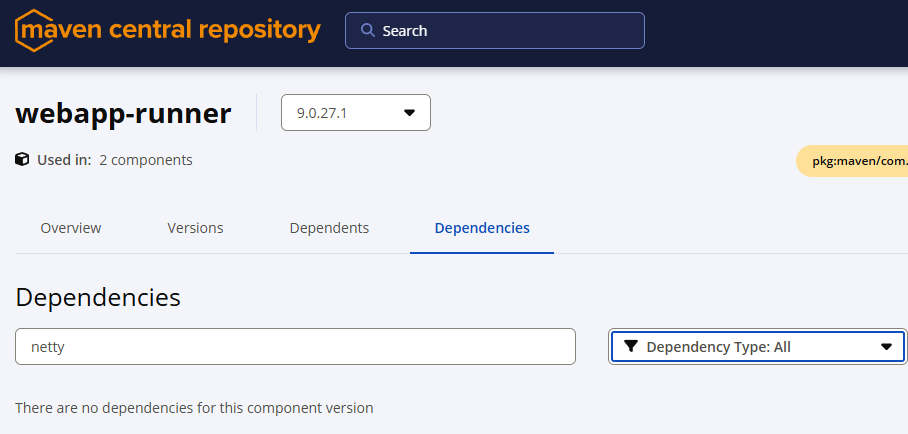 maven central repository
Search
webapp-runner
9.0.27.1
Used in: 2 components
pkg:maven/com.
Overview
Versions
Dependents
Dependencies
Dependencies
netty
Dependency Type: All
There are no dependencies for this component version